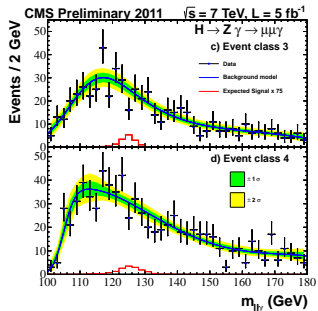 CMS Preliminary 2011 √s = 7 TeV, L = 5 fb⁻¹
H → Z γ → μμγ
c) Event class 3
Data
Background model
Expected Signal x 75
Events / 2 GeV
50
40
30
20
10
0
d) Event class 4
± 1 σ
± 2 σ
50
40
30
20
10
0
100 110 120 130 140 150 160 170 180
m_llγ (GeV)